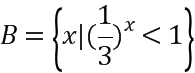 B = {x|(1/3)^x < 1}